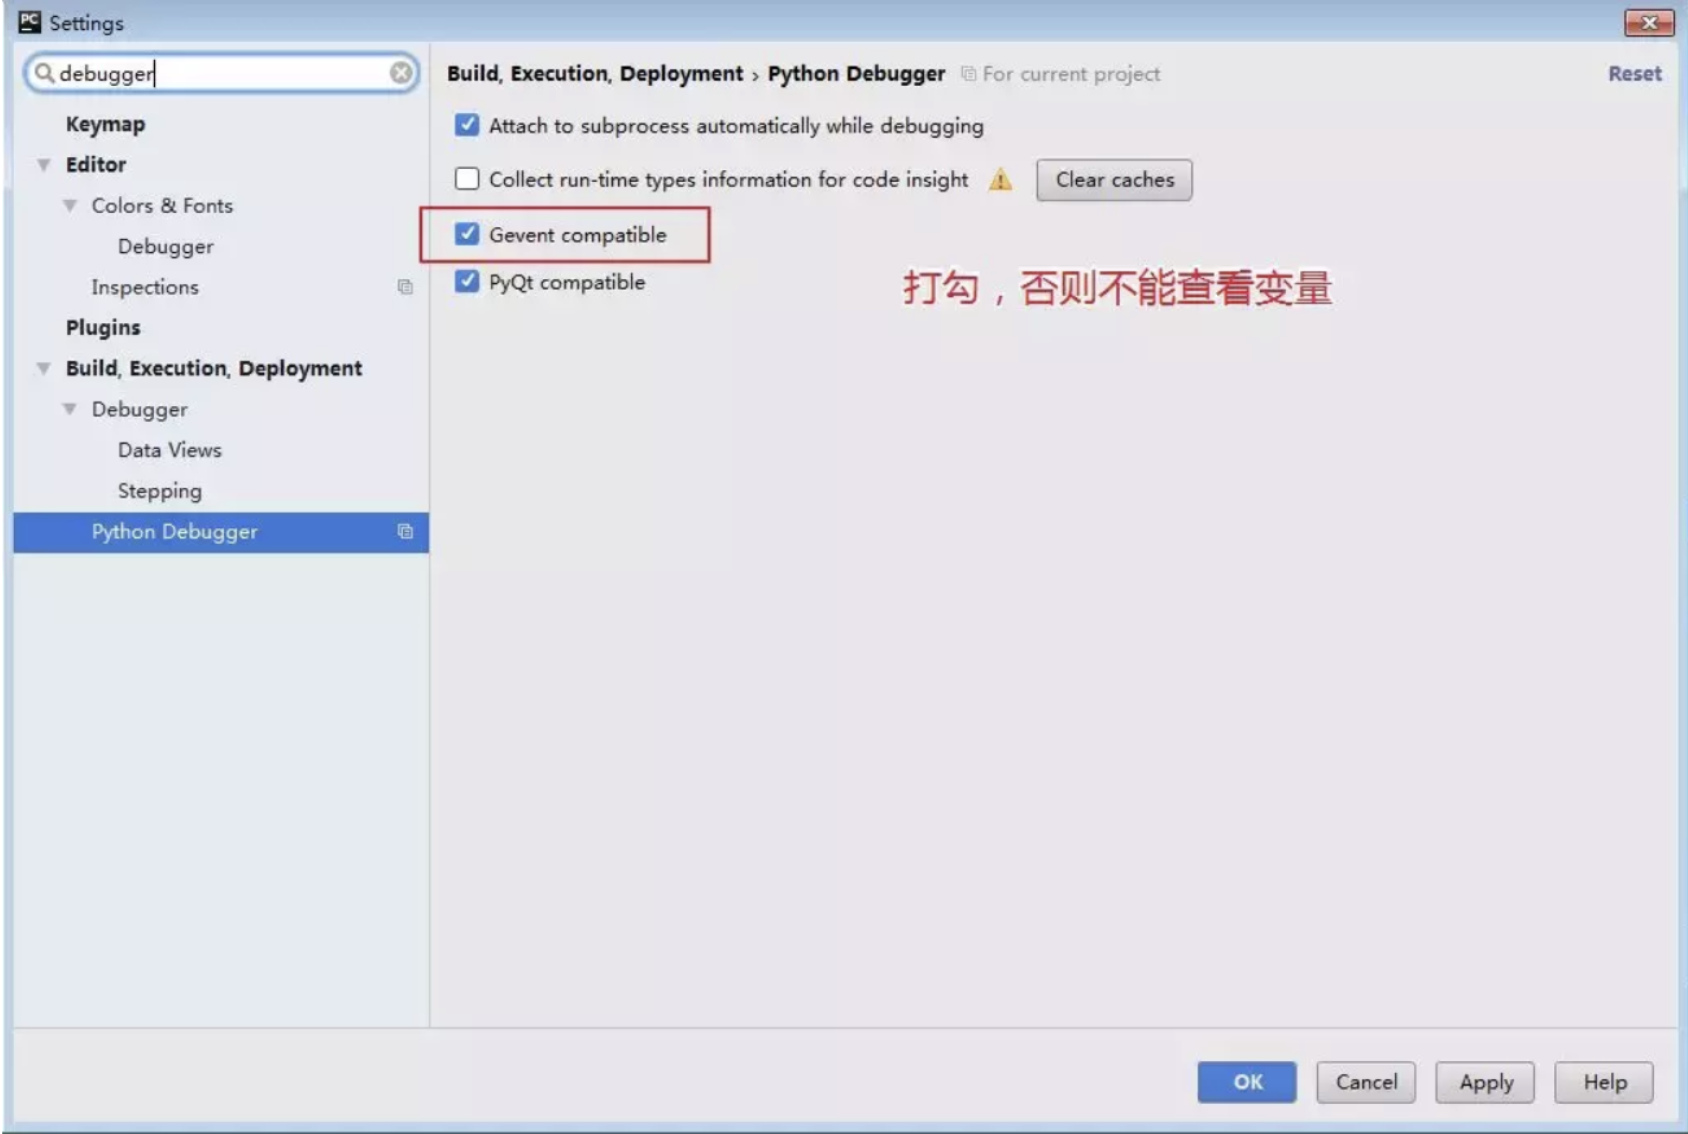 Settings
debugger
Keymap
Editor
Colors & Fonts
Debugger
Inspections
Plugins
Build, Execution, Deployment
Debugger
Data Views
Stepping
Python Debugger
Build, Execution, Deployment › Python Debugger For current project Reset
Attach to subprocess automatically while debugging
Collect run-time types information for code insight Clear caches
Gevent compatible
PyQt compatible
打勾，否则不能查看变量
OK Cancel Apply Help